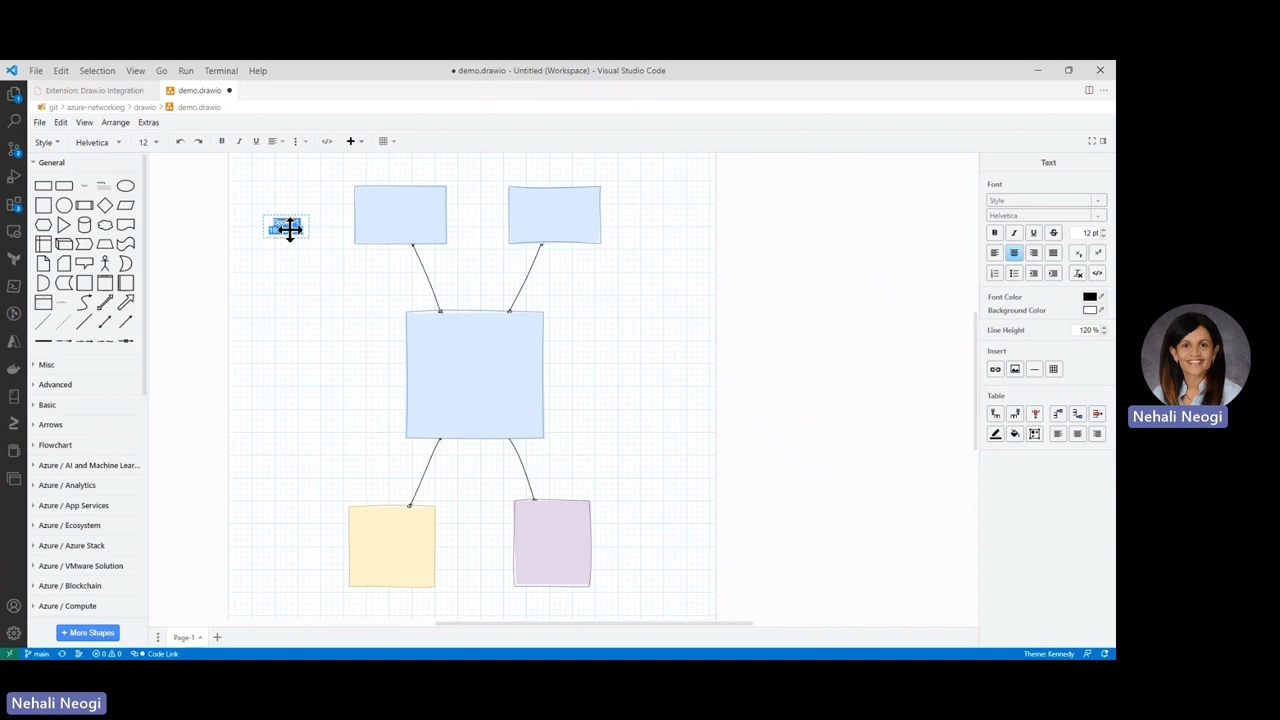 File Edit Selection View Go Run Terminal Help
● demo.drawio - Untitled (Workspace) - Visual Studio Code
Extension: Draw.io Integration
demo.drawio ●
git > azure-networking > drawio > demo.drawio
File Edit View Arrange Extras
Style Helvetica 12 B I U
General
Misc
Advanced
Basic
Arrows
Flowchart
Azure / AI and Machine Lear...
Azure / Analytics
Azure / App Services
Azure / Ecosystem
Azure / Azure Stack
Azure / VMware Solution
Azure / Blockchain
Azure / Compute
+ More Shapes
Page-1
Text
Font
Style
Helvetica
B I U S 12 pt
Font Color
Background Color
Line Height 120 %
Insert
Table
main 0 0 Code Link
Theme: Kennedy
Nehali Neogi
Nehali Neogi